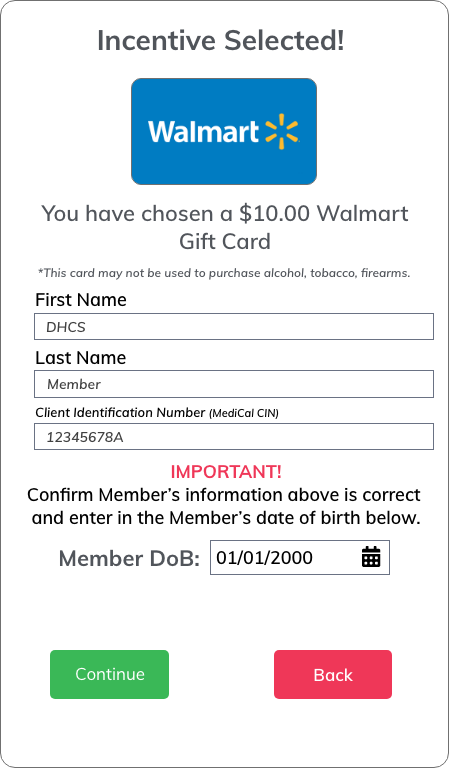 Incentive Selected!
Walmart
You have chosen a $10.00 Walmart
Gift Card
*This card may not be used to purchase alcohol, tobacco, firearms.
First Name
DHCS
Last Name
Member
Client Identification Number (MediCal CIN)
12345678A
IMPORTANT!
Confirm Member’s information above is correct
and enter in the Member’s date of birth below.
Member DoB: 01/01/2000
Continue Back